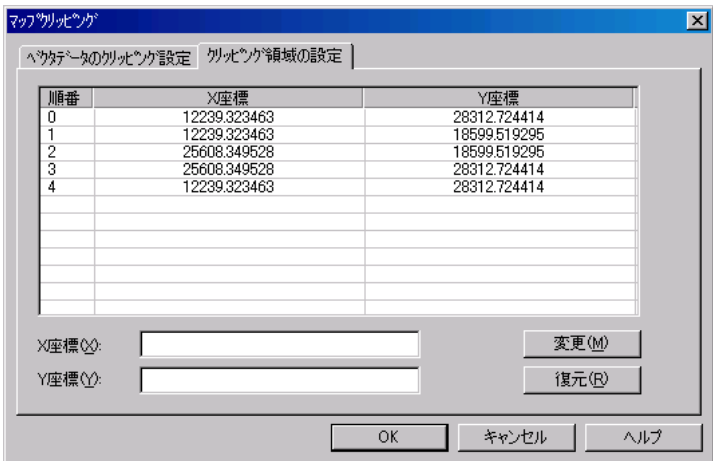 マップクリッピング
ベクタデータのクリッピング設定 クリッピング領域の設定
順番 X座標 Y座標
0 12239.323463 28312.724414
1 12239.323463 18599.519295
2 25608.349528 18599.519295
3 25608.349528 28312.724414
4 12239.323463 28312.724414
X座標(X): 変更(M)
Y座標(Y): 復元(R)
OK キャンセル ヘルプ